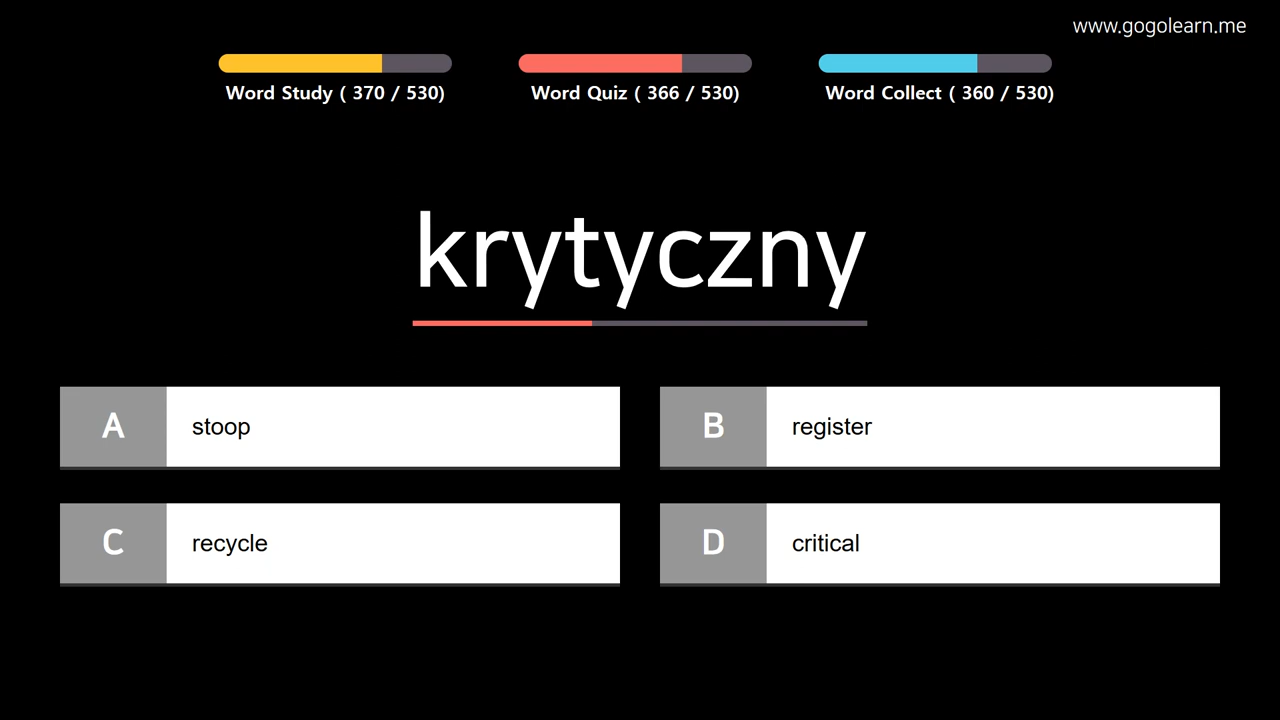 www.gogolearn.me
Word Study ( 370 / 530)
Word Quiz ( 366 / 530)
Word Collect ( 360 / 530)
krytyczny
A stoop
B register
C recycle
D critical